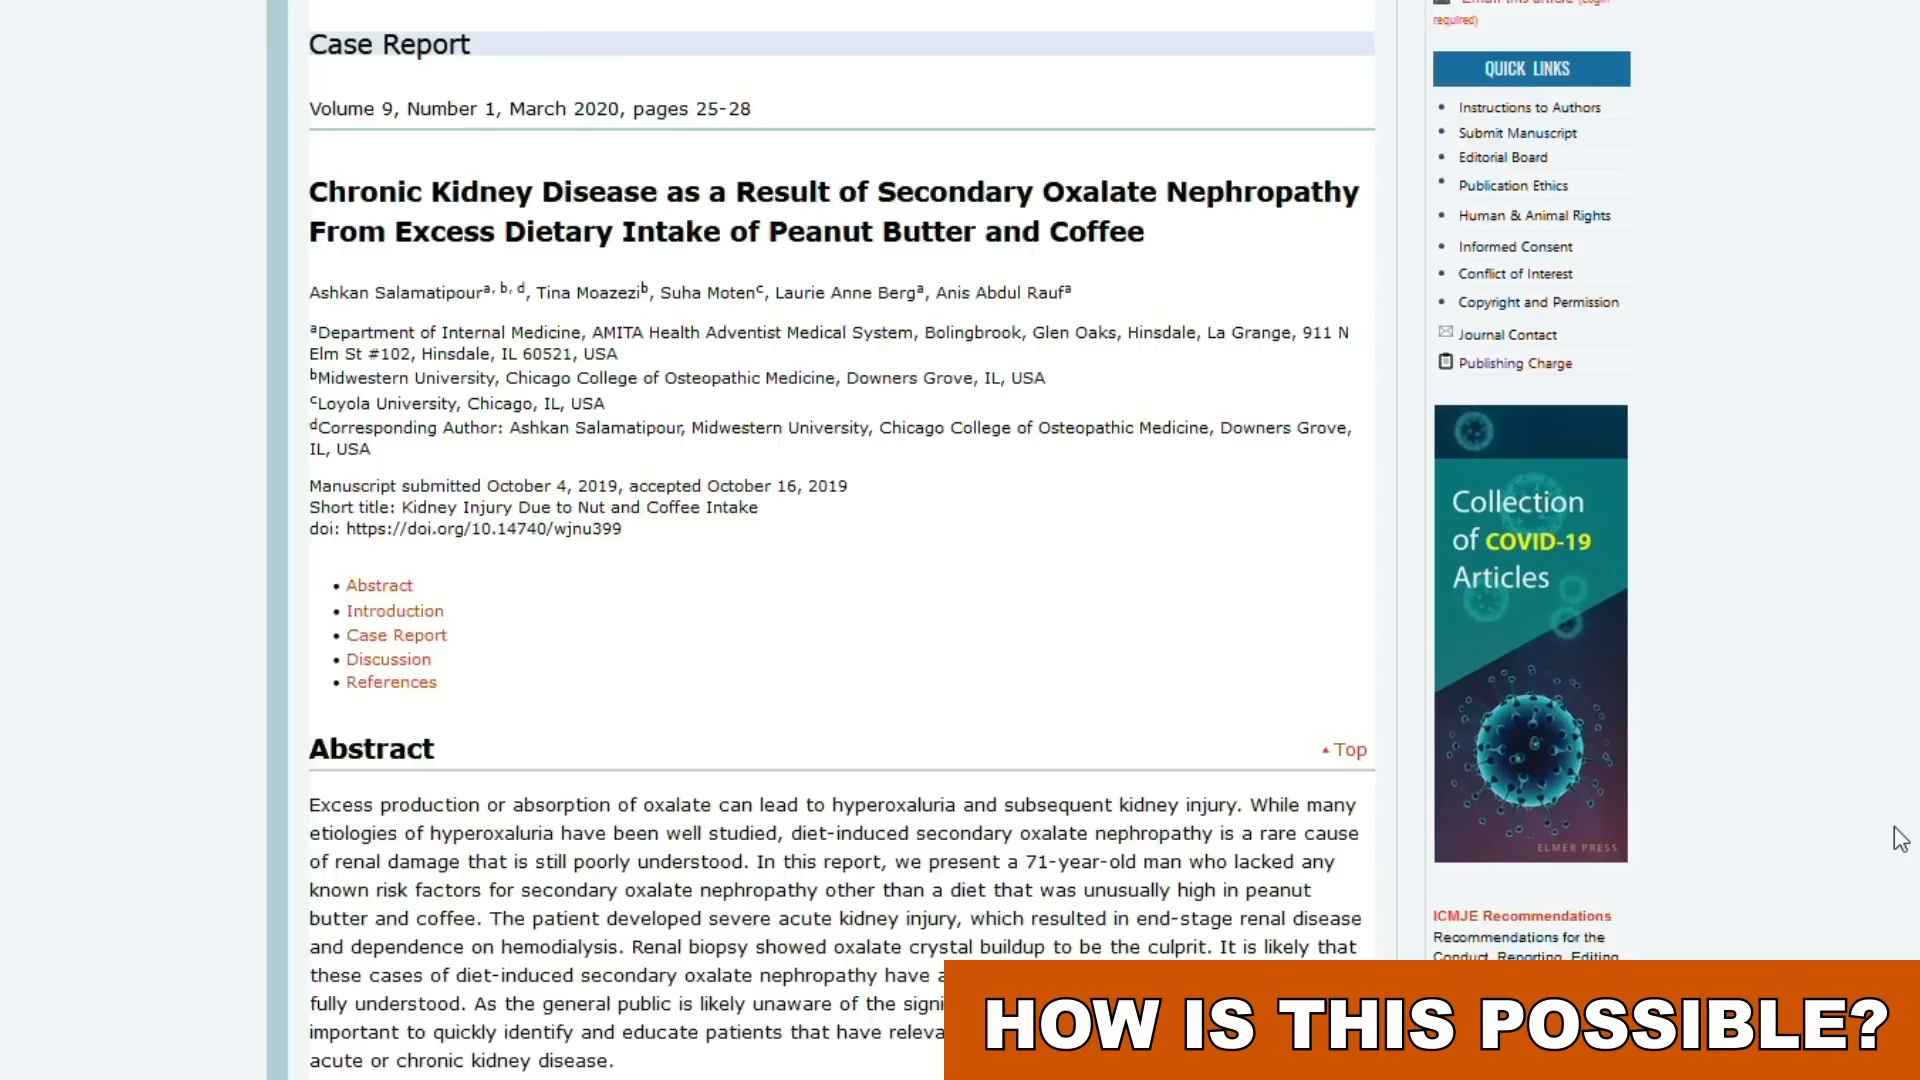 Case Report
Volume 9, Number 1, March 2020, pages 25-28
Chronic Kidney Disease as a Result of Secondary Oxalate Nephropathy
From Excess Dietary Intake of Peanut Butter and Coffee
Ashkan Salamatipour^a, b, d, Tina Moazezi^b, Suha Moten^c, Laurie Anne Berg^a, Anis Abdul Rauf^a
^aDepartment of Internal Medicine, AMITA Health Adventist Medical System, Bolingbrook, Glen Oaks, Hinsdale, La Grange, 911 N
Elm St #102, Hinsdale, IL 60521, USA
^bMidwestern University, Chicago College of Osteopathic Medicine, Downers Grove, IL, USA
^cLoyola University, Chicago, IL, USA
^dCorresponding Author: Ashkan Salamatipour, Midwestern University, Chicago College of Osteopathic Medicine, Downers Grove,
IL, USA
Manuscript submitted October 4, 2019, accepted October 16, 2019
Short title: Kidney Injury Due to Nut and Coffee Intake
doi: https://doi.org/10.14740/wjnu399
• Abstract
• Introduction
• Case Report
• Discussion
• References
Abstract
Top
Excess production or absorption of oxalate can lead to hyperoxaluria and subsequent kidney injury. While many
etiologies of hyperoxaluria have been well studied, diet-induced secondary oxalate nephropathy is a rare cause
of renal damage that is still poorly understood. In this report, we present a 71-year-old man who lacked any
known risk factors for secondary oxalate nephropathy other than a diet that was unusually high in peanut
butter and coffee. The patient developed severe acute kidney injury, which resulted in end-stage renal disease
and dependence on hemodialysis. Renal biopsy showed oxalate crystal buildup to be the culprit. It is likely that
these cases of diet-induced secondary oxalate nephropathy have
fully understood. As the general public is likely unaware of the
important to quickly identify and educate patients that have
acute or chronic kidney disease.
required)
QUICK LINKS
• Instructions to Authors
• Submit Manuscript
• Editorial Board
• Publication Ethics
• Human & Animal Rights
• Informed Consent
• Conflict of Interest
• Copyright and Permission
Journal Contact
Publishing Charge
Collection
of COVID-19
Articles
ELMER PRESS
ICMJE Recommendations
Recommendations for the
Conduct, Reporting, Editing
HOW IS THIS POSSIBLE?